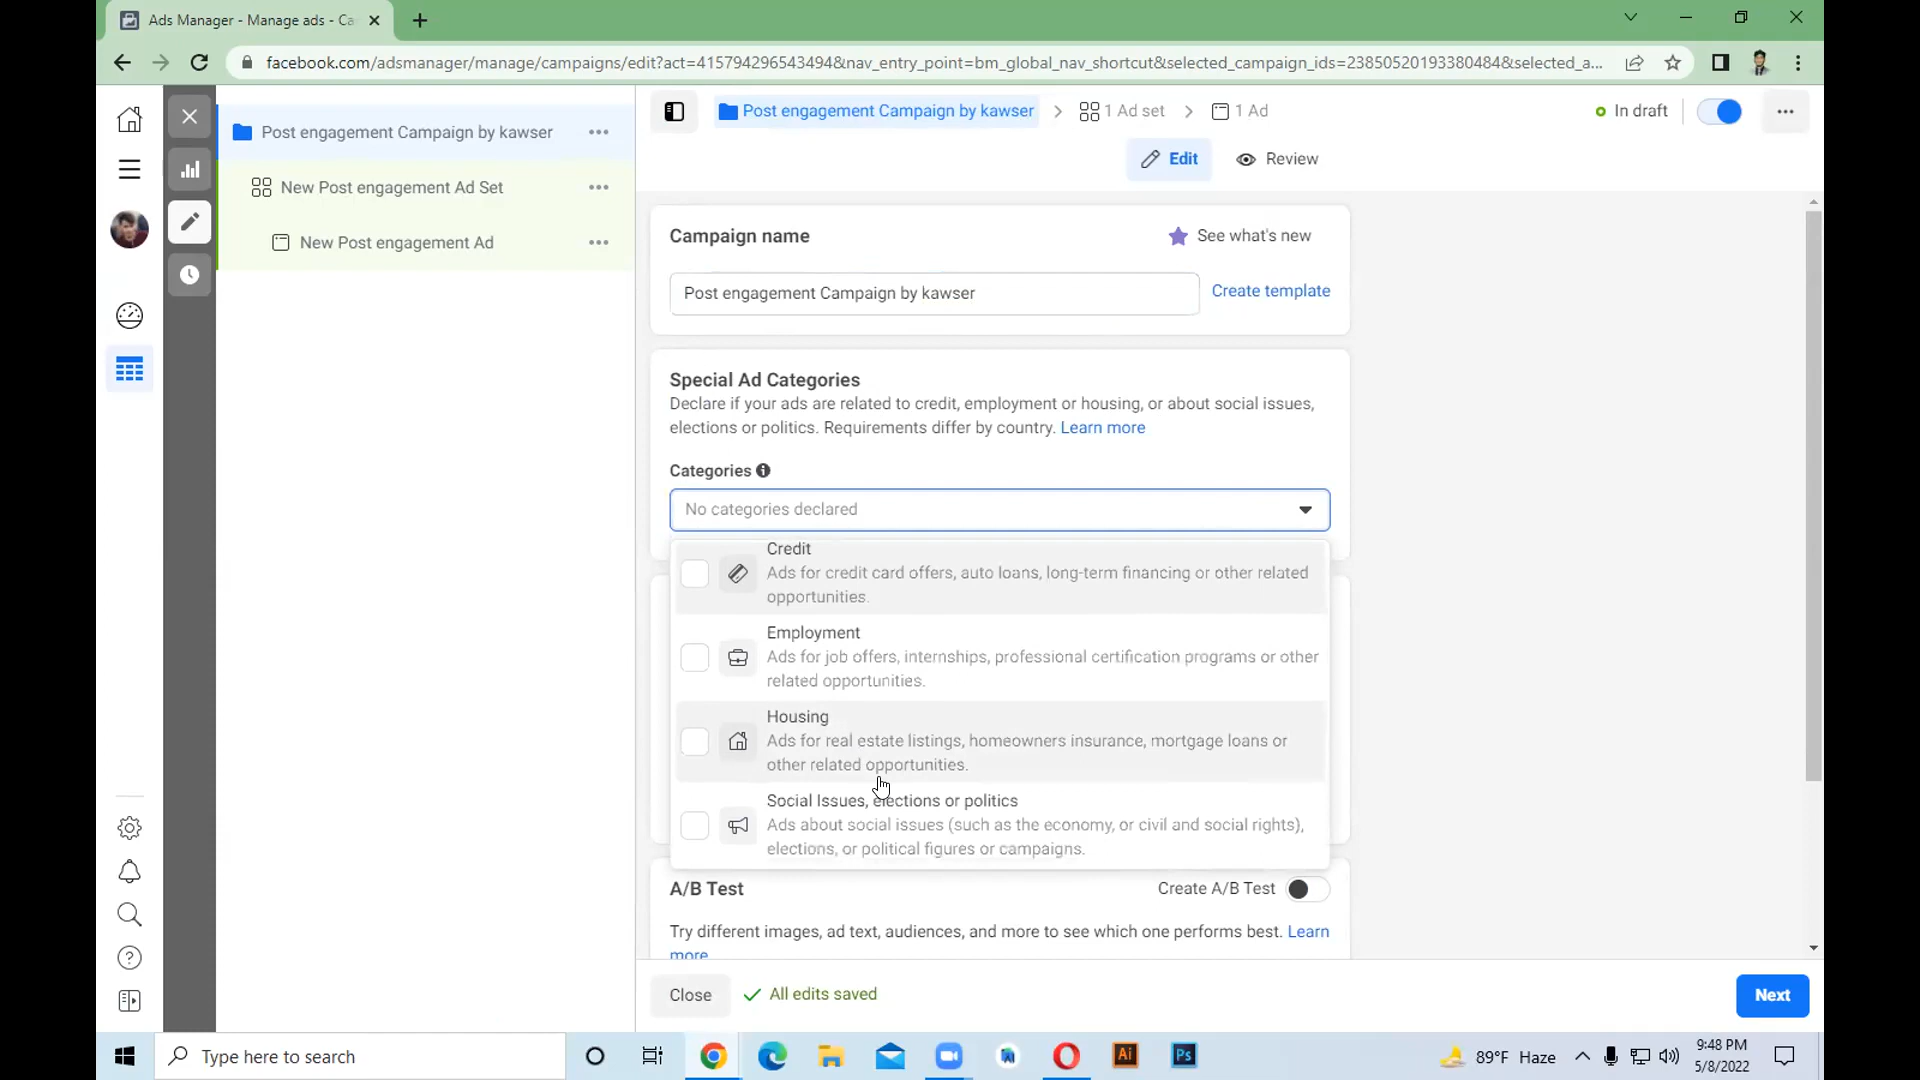 Ads Manager - Manage ads - Ca
facebook.com/adsmanager/manage/campaigns/edit?act=415794296543494&nav_entry_point=bm_global_nav_shortcut&selected_campaign_ids=23850520193380484&selected_a...
Post engagement Campaign by kawser
New Post engagement Ad Set
New Post engagement Ad
Post engagement Campaign by kawser
1 Ad set
1 Ad
In draft
Edit
Review
Campaign name
See what's new
Post engagement Campaign by kawser
Create template
Special Ad Categories
Declare if your ads are related to credit, employment or housing, or about social issues,
elections or politics. Requirements differ by country. Learn more
Categories
No categories declared
Credit
Ads for credit card offers, auto loans, long-term financing or other related
opportunities.
Employment
Ads for job offers, internships, professional certification programs or other
related opportunities.
Housing
Ads for real estate listings, homeowners insurance, mortgage loans or
other related opportunities.
Social Issues, elections or politics
Ads about social issues (such as the economy, or civil and social rights),
elections, or political figures or campaigns.
A/B Test
Create A/B Test
Try different images, ad text, audiences, and more to see which one performs best. Learn
more
Close
All edits saved
Next
Type here to search
Ai
Ps
89°F Haze
9:48 PM
5/8/2022